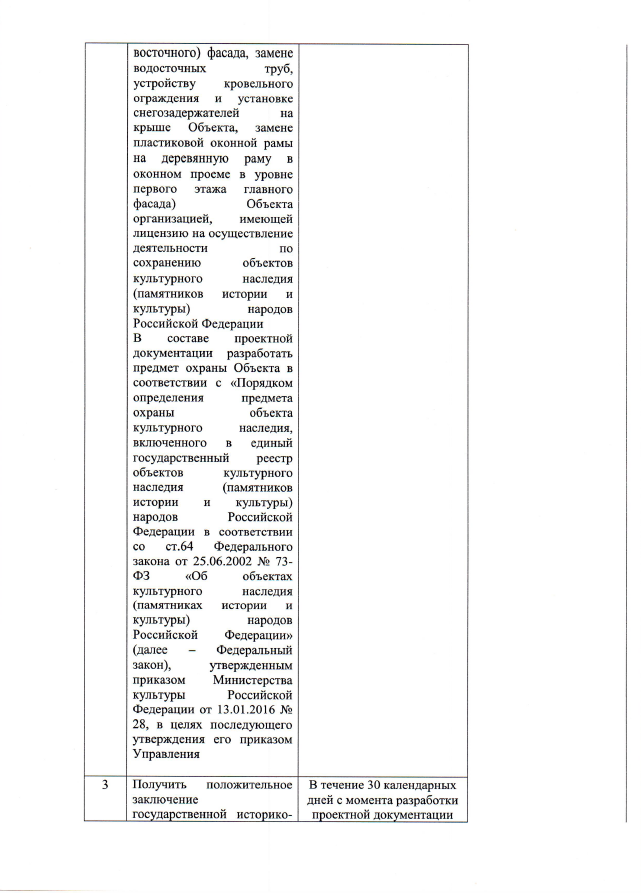 восточного) фасада, замене
водосточных труб,
устройству кровельного
ограждения и установке
снегозадержателей на
крыше Объекта, замене
пластиковой оконной рамы
на деревянную раму в
оконном проеме в уровне
первого этажа главного
фасада) Объекта
организацией, имеющей
лицензию на осуществление
деятельности по
сохранению объектов
культурного наследия
(памятников истории и
культуры) народов
Российской Федерации
В составе проектной
документации разработать
предмет охраны Объекта в
соответствии с «Порядком
определения предмета
охраны объекта
культурного наследия,
включенного в единый
государственный реестр
объектов культурного
наследия (памятников
истории и культуры)
народов Российской
Федерации в соответствии
со ст.64 Федерального
закона от 25.06.2002 № 73-
ФЗ «Об объектах
культурного наследия
(памятниках истории и
культуры) народов
Российской Федерации»
(далее – Федеральный
закон), утвержденным
приказом Министерства
культуры Российской
Федерации от 13.01.2016 №
28, в целях последующего
утверждения его приказом
Управления
3 Получить положительное В течение 30 календарных
заключение дней с момента разработки
государственной историко- проектной документации